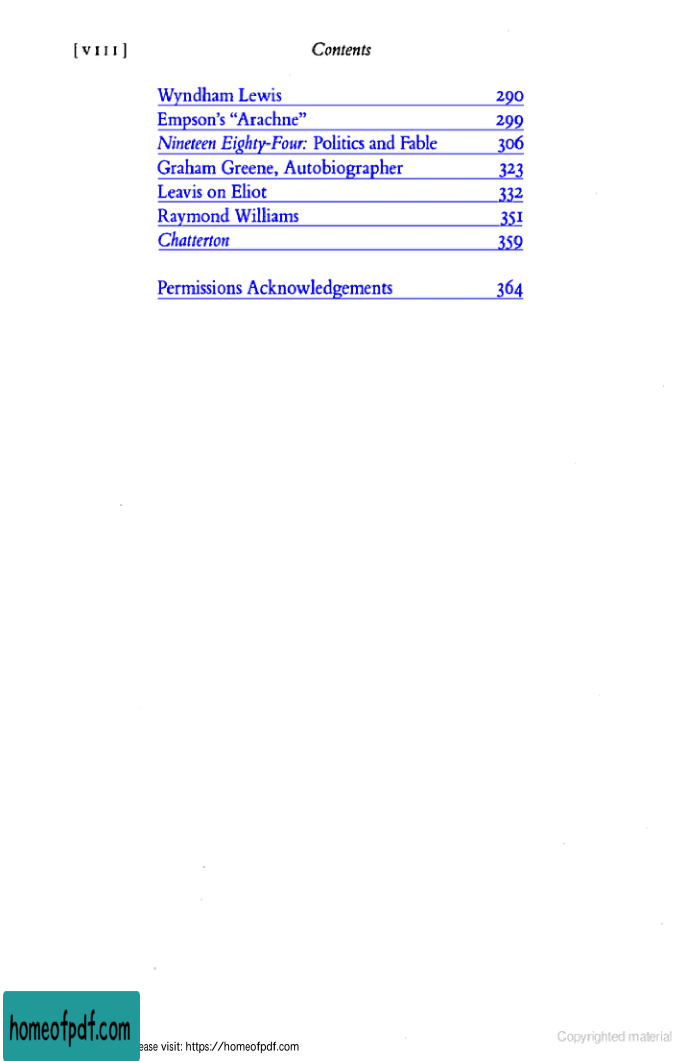 [VIII] Contents
Wyndham Lewis 290
Empson's “Arachne” 299
Nineteen Eighty-Four: Politics and Fable 306
Graham Greene, Autobiographer 323
Leavis on Eliot 332
Raymond Williams 351
Chatterton 359
Permissions Acknowledgements 364
homeofpdf.com
ease visit: https://homeofpdf.com
Copyrighted material